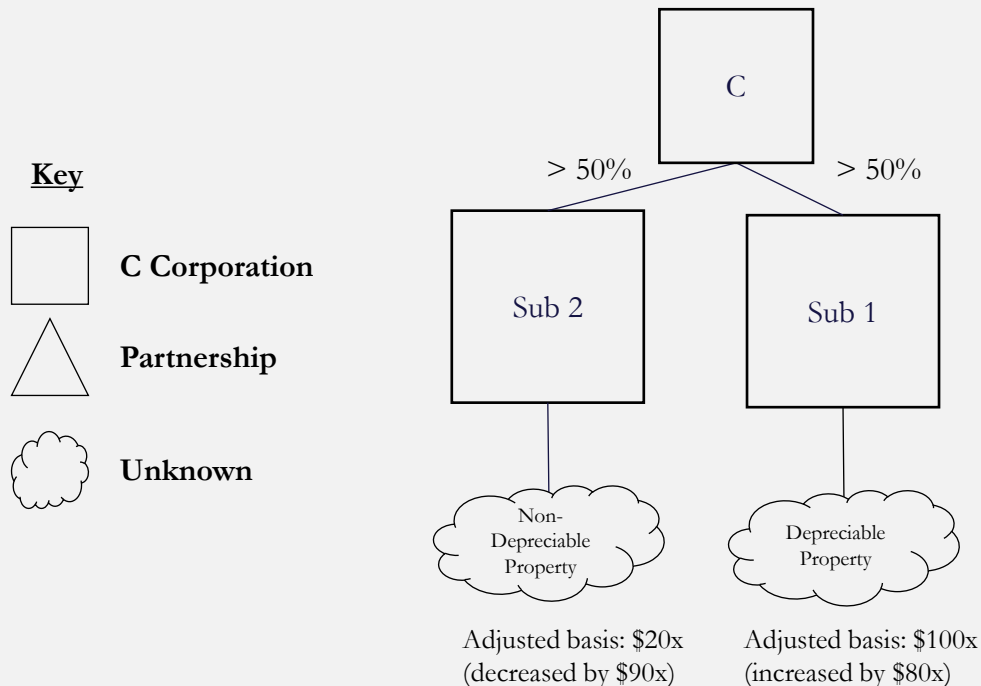 Key
C Corporation
Partnership
Unknown
C
> 50%
> 50%
Sub 2
Sub 1
Non-
Depreciable
Property
Depreciable
Property
Adjusted basis: $20x
(decreased by $90x)
Adjusted basis: $100x
(increased by $80x)